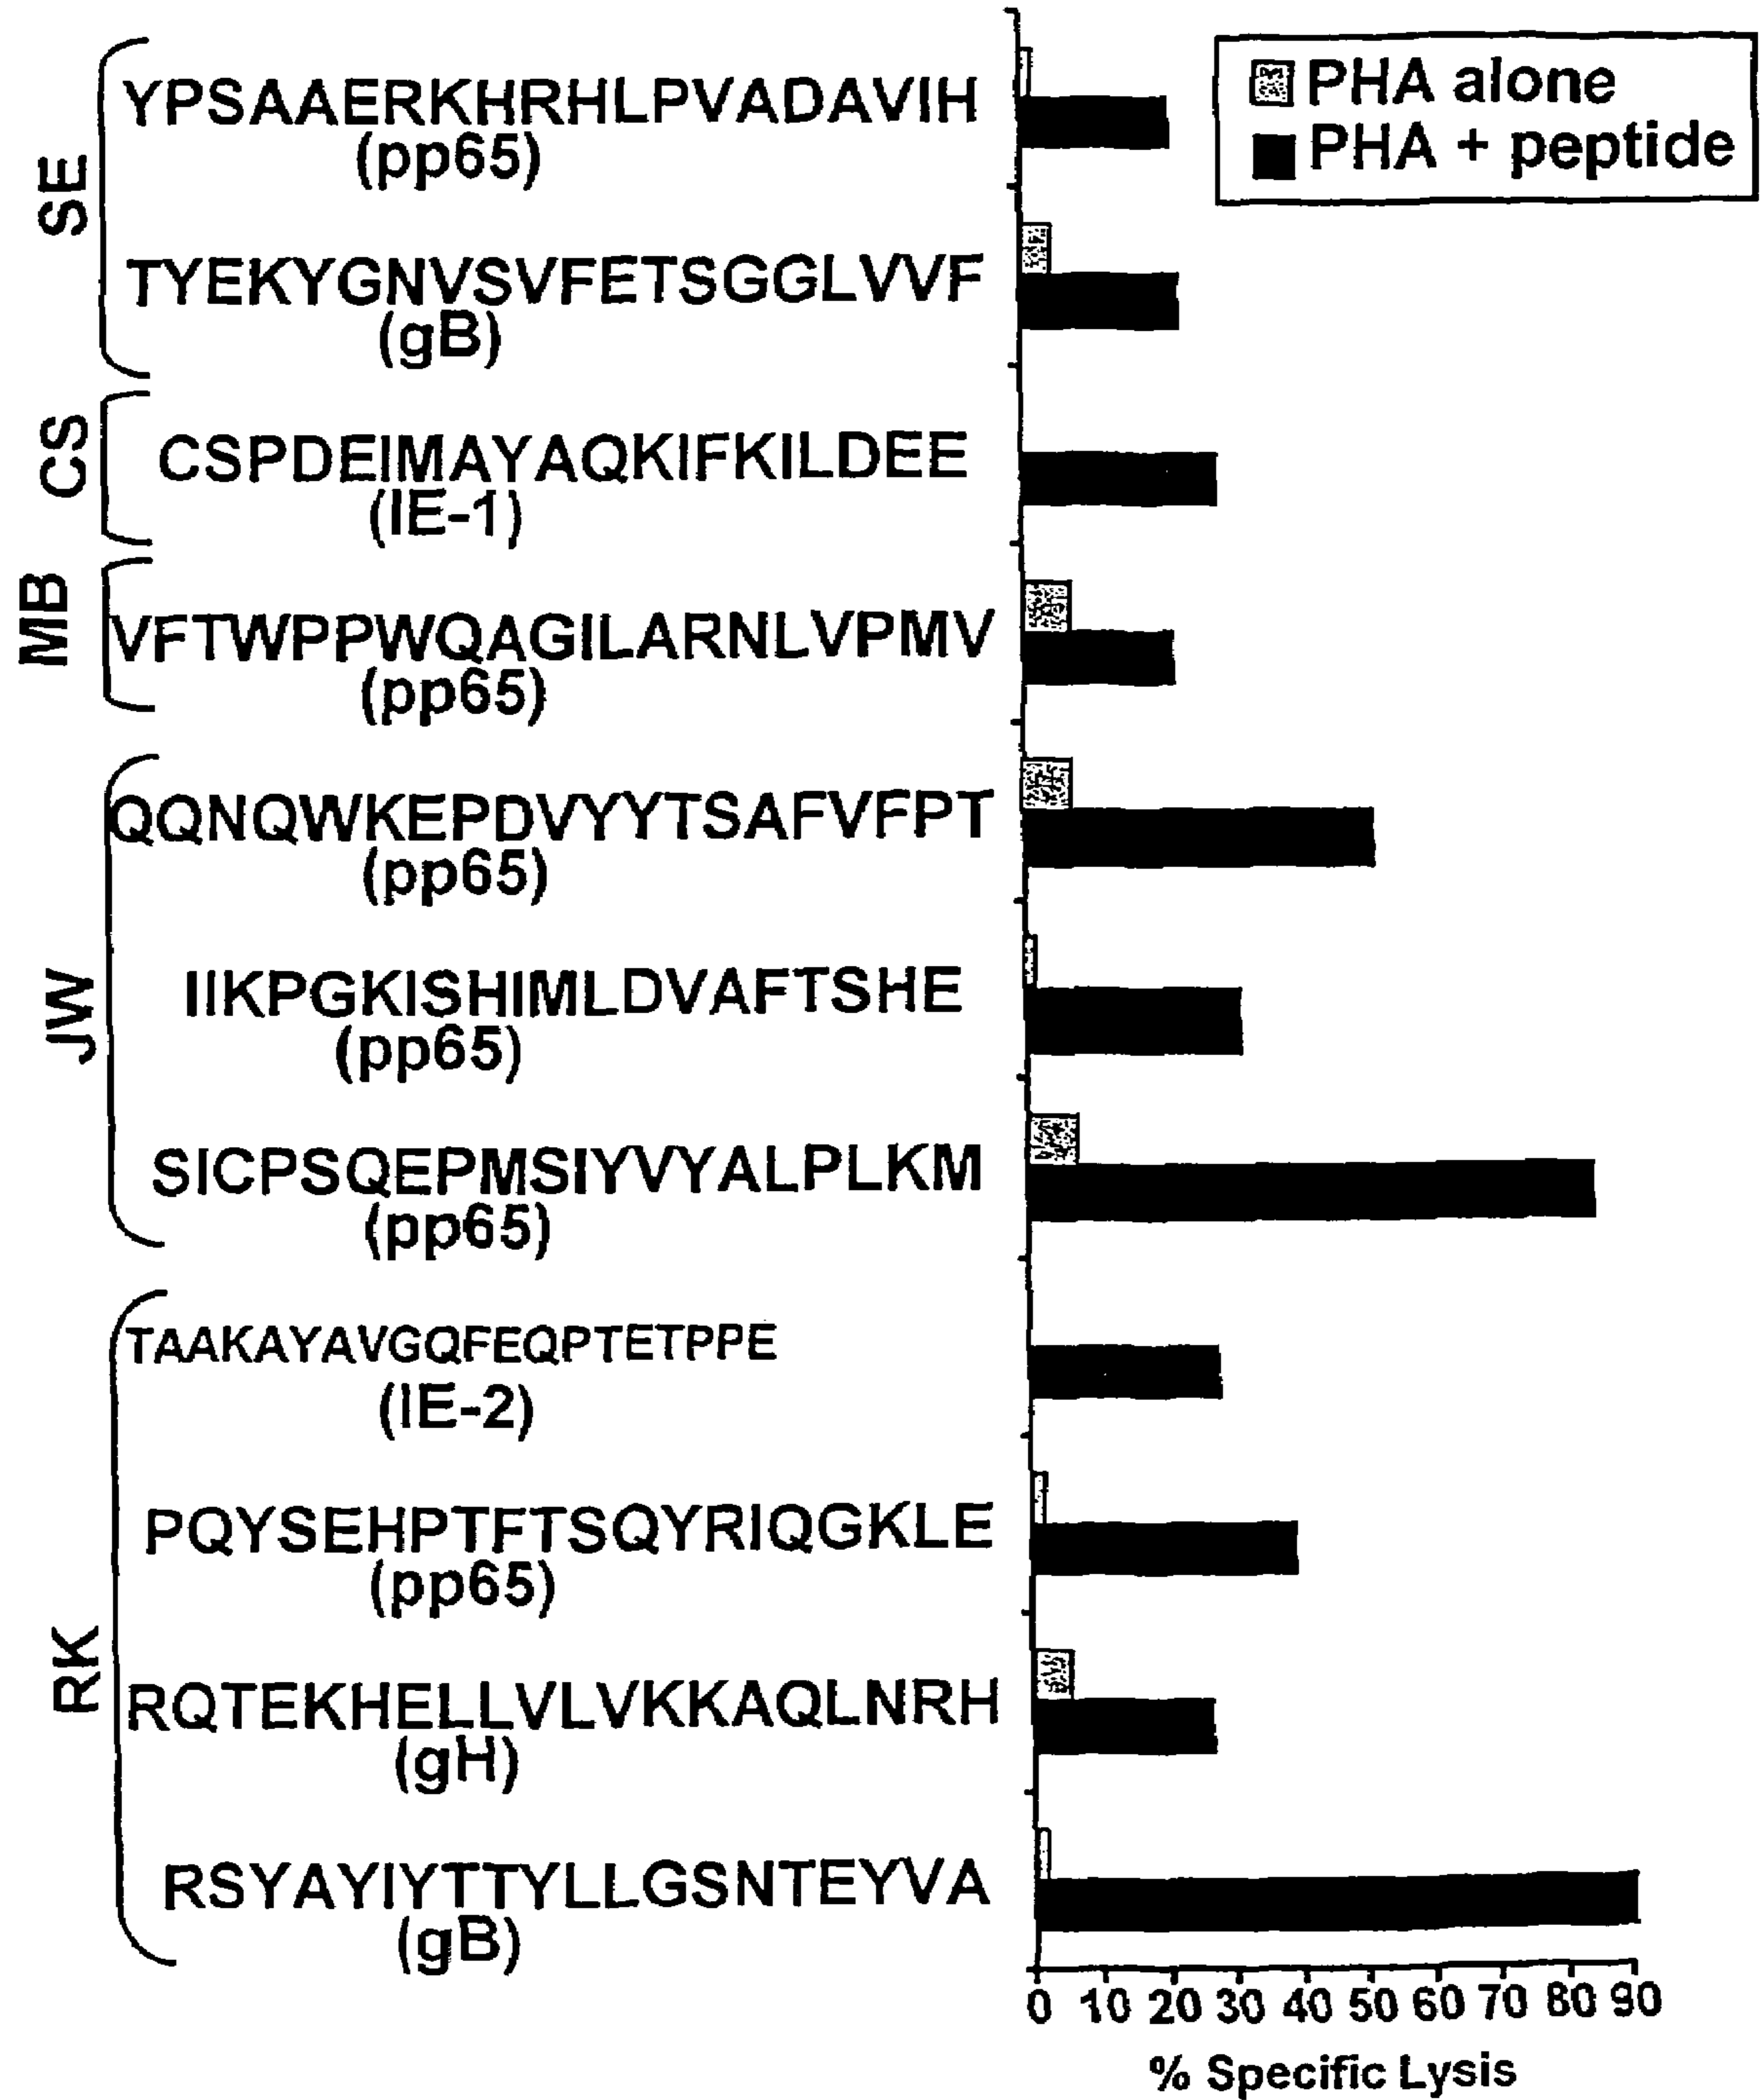 PHA alone
PHA + peptide
SE
YPSAAERKHRHLPVADAVIH
(pp65)
TYEKYGNVSVFETSGGLVVF
(gB)
CS
CSPDEIMAYAQKIFKILDEE
(IE-1)
MB
VFTWPPWQAGILARNLVPMV
(pp65)
JW
QQNQWKEPDVYYTSAFVFPT
(pp65)
IIKPGKISHIMLDVAFTSHE
(pp65)
SICPSQEPMSIYVYALPLKM
(pp65)
RK
TAAKAYAVGQFEQPTETPPE
(IE-2)
PQYSEHPTFTSQYRIQGKLE
(pp65)
RQTEKHELLVLVKKAQLNRH
(gH)
RSYAYIYTTYLLGSNTEYVA
(gB)
0 10 20 30 40 50 60 70 80 90
% Specific Lysis